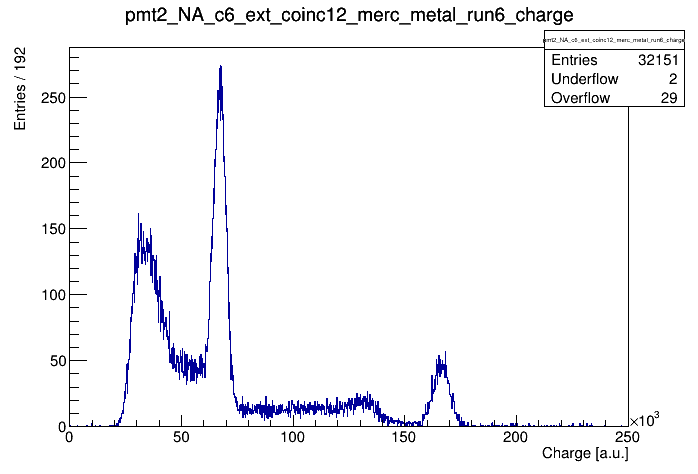 pmt2_NA_c6_ext_coinc12_merc_metal_run6_charge
pmt2_NA_c6_ext_coinc12_merc_metal_run6_charge
Entries 32151
Underflow 2
Overflow 29
Entries / 192
250
200
150
100
50
0
0 50 100 150 200 250
×10³
Charge [a.u.]